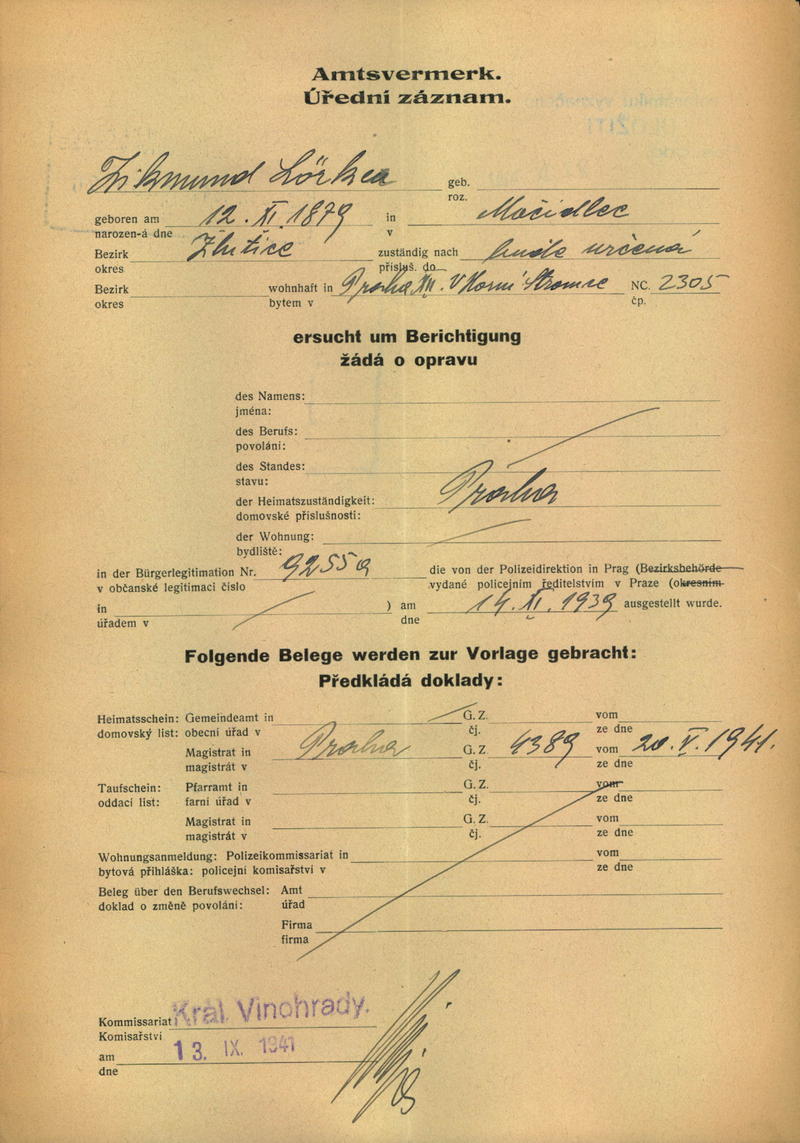 Amtsvermerk.
Úřední záznam.
Zikmund Lözka geb.
roz.
geboren am 12. XI. 1879 in Močidlec
narozen-á dne v
Bezirk Žlutice zuständig nach bude určená
okres přísluš. do
Bezirk wohnhaft in Praha XII. V Horní Stromce NC. 2305
okres bytem v čp.
ersucht um Berichtigung
žádá o opravu
des Namens:
jména:
des Berufs:
povoláni:
des Standes:
stavu:
der Heimatszuständigkeit: Praha
domovské přislušnosti:
der Wohnung:
bydliště:
in der Bürgerlegitimation Nr. 9255 die von der Polizeidirektion in Prag (Bezirksbehörde
v občanské legitimaci číslo vydané policejním ředitelstvím v Praze (okresním
in ) am 14. XI. 1939 ausgestellt wurde.
úřadem v dne
Folgende Belege werden zur Vorlage gebracht:
Předkládá doklady:
Heimatsschein: Gemeindeamt in G. Z. vom
domovský list: obecní úřad v čj. ze dne
Magistrat in Praha G. Z 4389 vom 20. V. 1941.
magistrát v čj. ze dne
Taufschein: Pfarramt in G. Z. vom
oddací list: farní úřad v čj. ze dne
Magistrat in G. Z. vom
magistrát v čj. ze dne
Wohnungsanmeldung: Polizeikommissariat in vom
bytová přihláška: policejní komisařství v ze dne
Beleg über den Berufswechsel: Amt
doklad o změně povolání: úřad
Firma
firma
Kommissariat Král. Vinohrady.
Komisařství
am 13. IX. 1941
dne